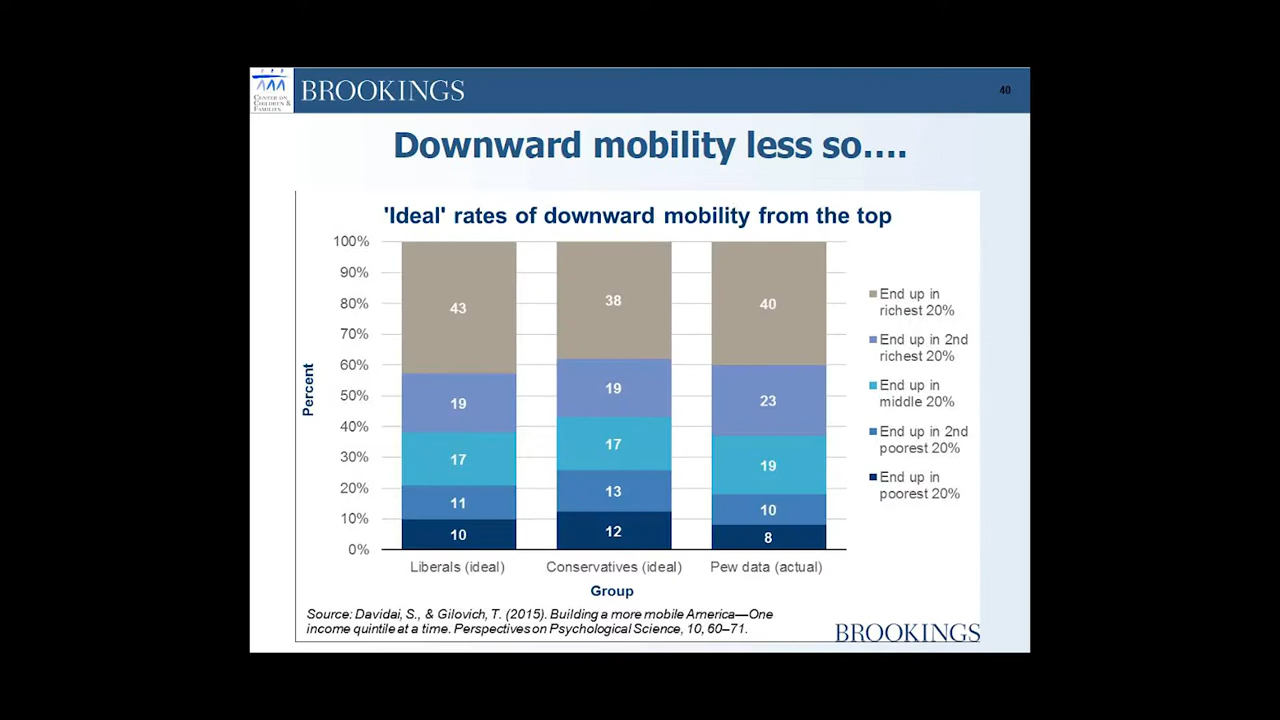 CENTER ON
CHILDREN &
FAMILIES
BROOKINGS
40
Downward mobility less so….
'Ideal' rates of downward mobility from the top
100%
90%
80%
70%
60%
50%
40%
30%
20%
10%
0%
Percent
43
19
17
11
10
38
19
17
13
12
40
23
19
10
8
Liberals (ideal)
Conservatives (ideal)
Pew data (actual)
Group
End up in
richest 20%
End up in 2nd
richest 20%
End up in
middle 20%
End up in 2nd
poorest 20%
End up in
poorest 20%
Source: Davidai, S., & Gilovich, T. (2015). Building a more mobile America—One
income quintile at a time. Perspectives on Psychological Science, 10, 60–71.
BROOKINGS